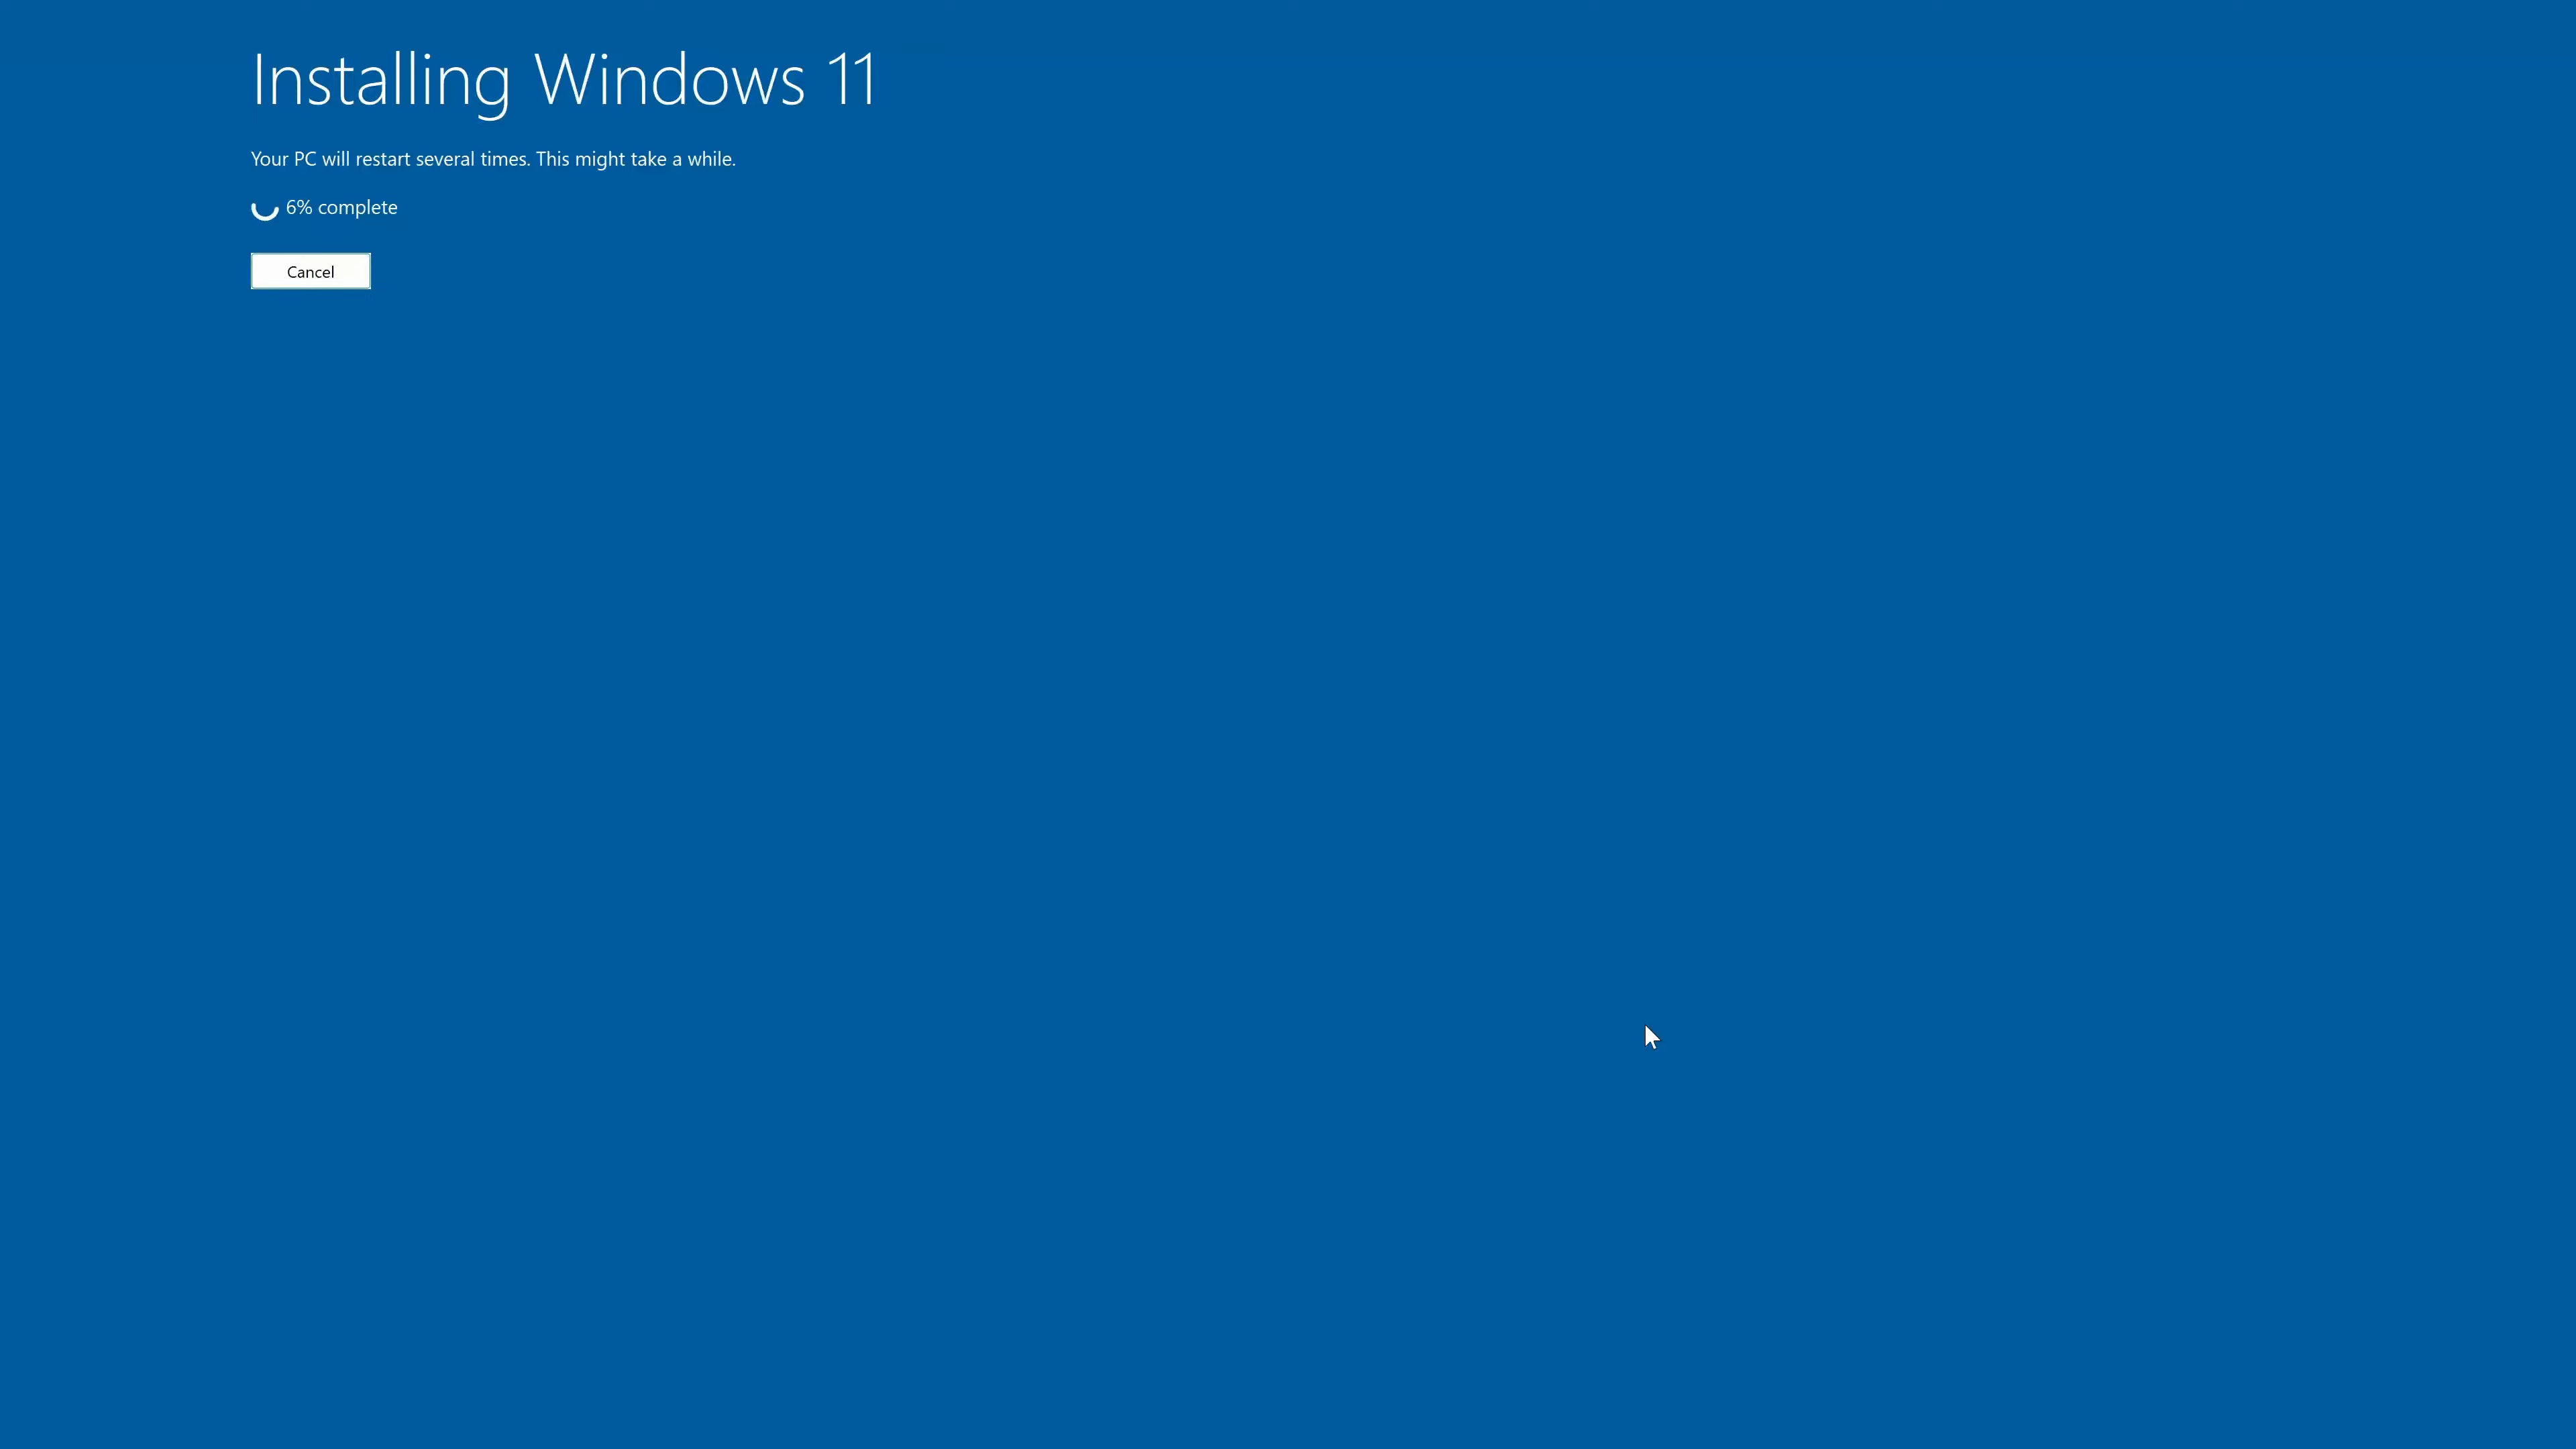 Installing Windows 11
Your PC will restart several times. This might take a while.
6% complete
Cancel